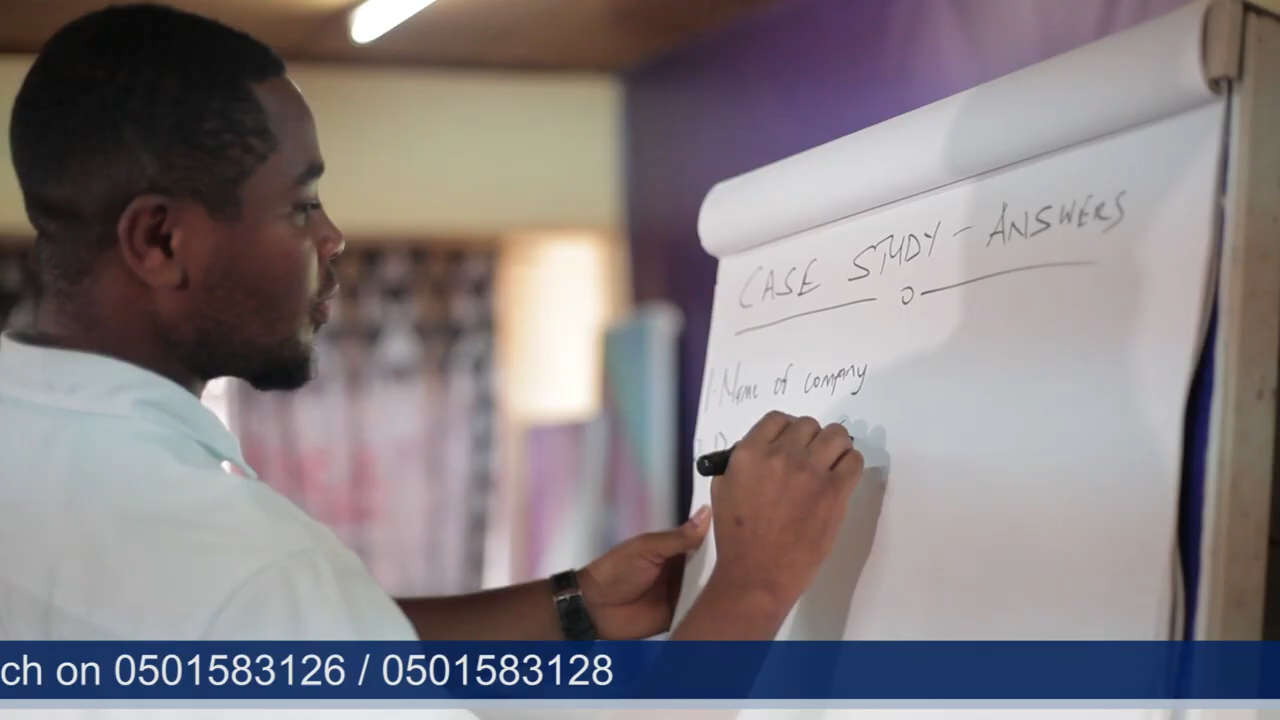 CASE STUDY - ANSWERS
1. Name of company
ch on 0501583126 / 0501583128